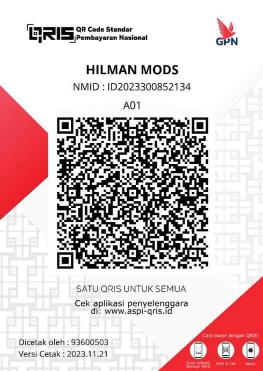 QRIS QR Code Standar
Pembayaran Nasional
GPN
HILMAN MODS
NMID : ID2023300852134
A01
SATU QRIS UNTUK SEMUA
Cek aplikasi penyelenggara
di: www.aspi-qris.id
Dicetak oleh : 93600503
Versi Cetak : 2023.11.21
Cara bayar dengan QRIS